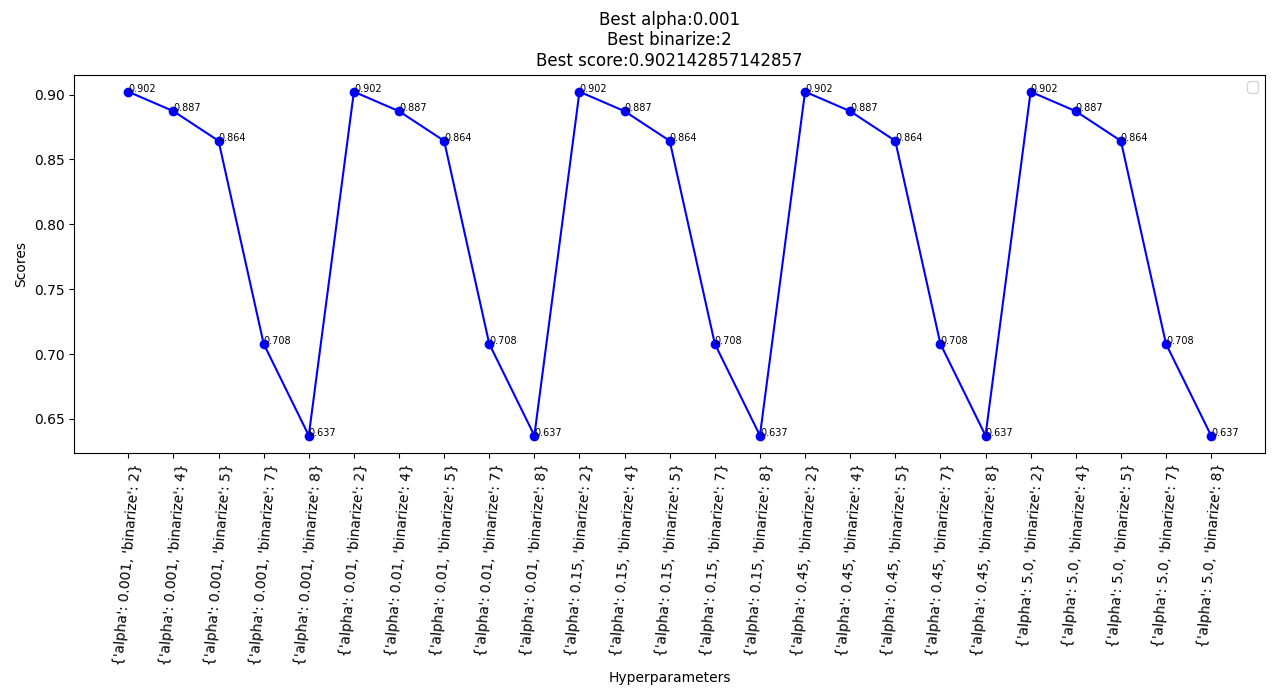 Best alpha:0.001
Best binarize:2
Best score:0.902142857142857
0.902
0.887
0.864
0.708
0.637
0.902
0.887
0.864
0.708
0.637
0.902
0.887
0.864
0.708
0.637
0.902
0.887
0.864
0.708
0.637
0.902
0.887
0.864
0.708
0.637
0.90
0.85
0.80
0.75
0.70
0.65
Scores
{'alpha': 0.001, 'binarize': 2}
{'alpha': 0.001, 'binarize': 4}
{'alpha': 0.001, 'binarize': 5}
{'alpha': 0.001, 'binarize': 7}
{'alpha': 0.001, 'binarize': 8}
{'alpha': 0.01, 'binarize': 2}
{'alpha': 0.01, 'binarize': 4}
{'alpha': 0.01, 'binarize': 5}
{'alpha': 0.01, 'binarize': 7}
{'alpha': 0.01, 'binarize': 8}
{'alpha': 0.15, 'binarize': 2}
{'alpha': 0.15, 'binarize': 4}
{'alpha': 0.15, 'binarize': 5}
{'alpha': 0.15, 'binarize': 7}
{'alpha': 0.15, 'binarize': 8}
{'alpha': 0.45, 'binarize': 2}
{'alpha': 0.45, 'binarize': 4}
{'alpha': 0.45, 'binarize': 5}
{'alpha': 0.45, 'binarize': 7}
{'alpha': 0.45, 'binarize': 8}
{'alpha': 5.0, 'binarize': 2}
{'alpha': 5.0, 'binarize': 4}
{'alpha': 5.0, 'binarize': 5}
{'alpha': 5.0, 'binarize': 7}
{'alpha': 5.0, 'binarize': 8}
Hyperparameters